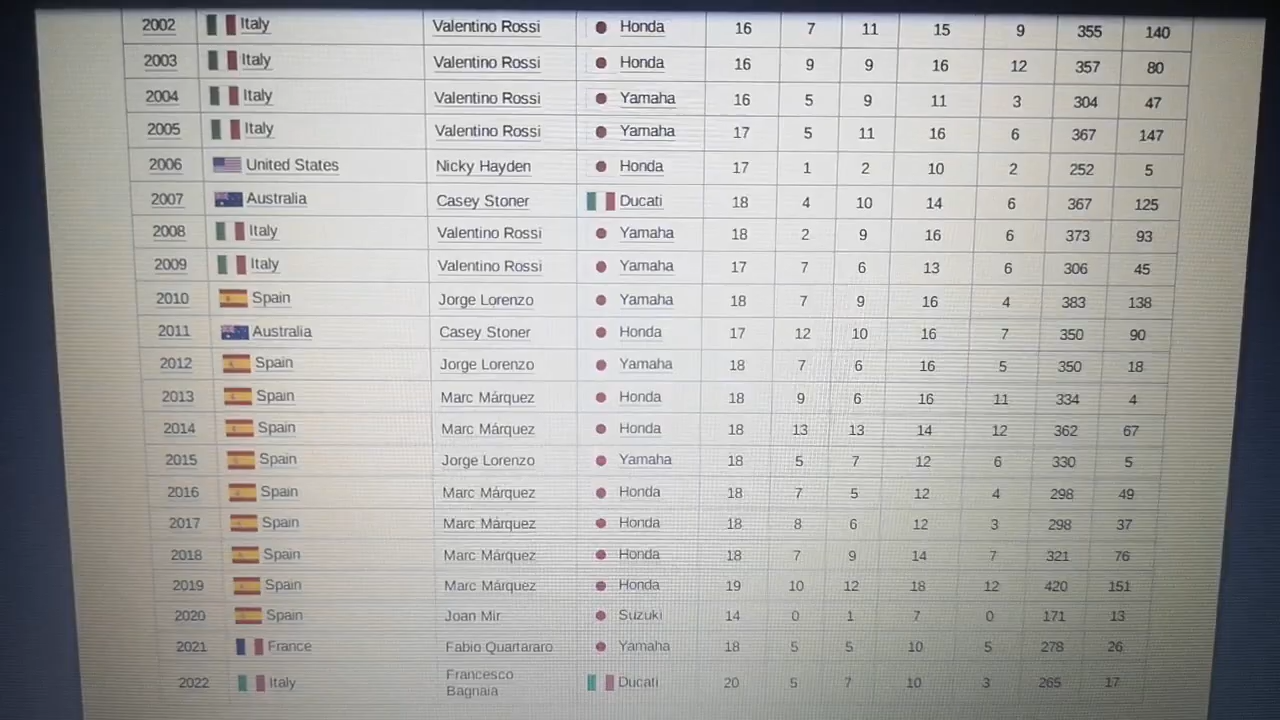 2002 Italy Valentino Rossi Honda 16 7 11 15 9 355 140
2003 Italy Valentino Rossi Honda 16 9 9 16 12 357 80
2004 Italy Valentino Rossi Yamaha 16 5 9 11 3 304 47
2005 Italy Valentino Rossi Yamaha 17 5 11 16 6 367 147
2006 United States Nicky Hayden Honda 17 1 2 10 2 252 5
2007 Australia Casey Stoner Ducati 18 4 10 14 6 367 125
2008 Italy Valentino Rossi Yamaha 18 2 9 16 6 373 93
2009 Italy Valentino Rossi Yamaha 17 7 6 13 6 306 45
2010 Spain Jorge Lorenzo Yamaha 18 7 9 16 4 383 138
2011 Australia Casey Stoner Honda 17 12 10 16 7 350 90
2012 Spain Jorge Lorenzo Yamaha 18 7 6 16 5 350 18
2013 Spain Marc Márquez Honda 18 9 6 16 11 334 4
2014 Spain Marc Márquez Honda 18 13 13 14 12 362 67
2015 Spain Jorge Lorenzo Yamaha 18 5 7 12 6 330 5
2016 Spain Marc Márquez Honda 18 7 5 12 4 298 49
2017 Spain Marc Márquez Honda 18 8 6 12 3 298 37
2018 Spain Marc Márquez Honda 18 7 9 14 7 321 76
2019 Spain Marc Márquez Honda 19 10 12 18 12 420 151
2020 Spain Joan Mir Suzuki 14 0 1 7 0 171 13
2021 France Fabio Quartararo Yamaha 18 5 5 10 5 278 26
2022 Italy Francesco Bagnaia Ducati 20 5 7 10 3 265 17